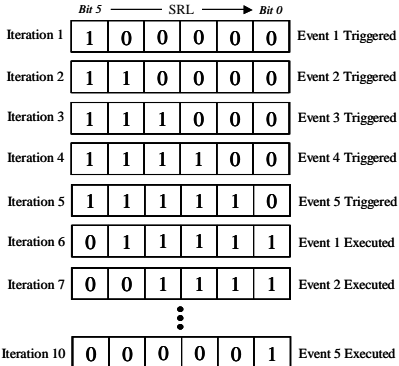 Bit 5 SRL Bit 0
Iteration 1 1 0 0 0 0 0 Event 1 Triggered
Iteration 2 1 1 0 0 0 0 Event 2 Triggered
Iteration 3 1 1 1 0 0 0 Event 3 Triggered
Iteration 4 1 1 1 1 0 0 Event 4 Triggered
Iteration 5 1 1 1 1 1 0 Event 5 Triggered
Iteration 6 0 1 1 1 1 1 Event 1 Executed
Iteration 7 0 0 1 1 1 1 Event 2 Executed
Iteration 10 0 0 0 0 0 1 Event 5 Executed